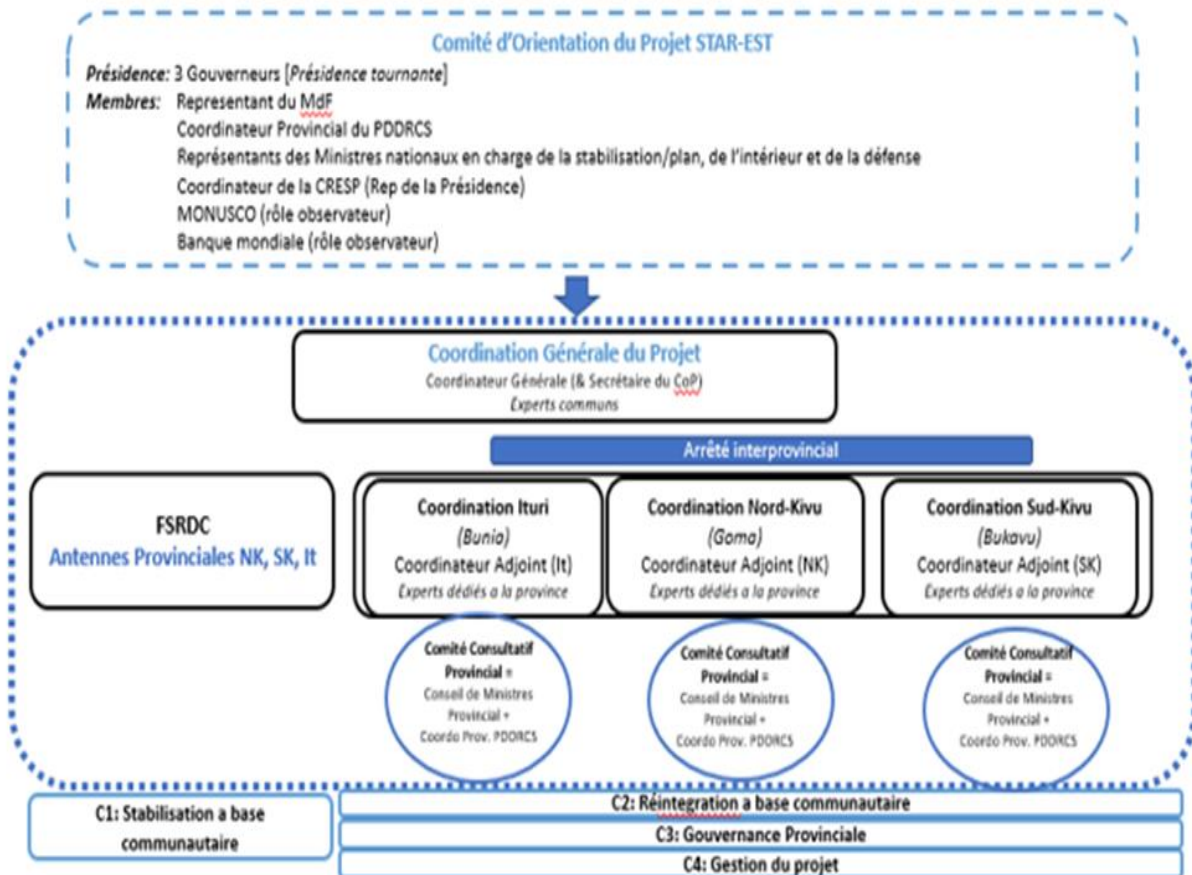 Comité d'Orientation du Projet STAR-EST
Présidence: 3 Gouverneurs [Présidence tournante]
Membres: Representant du MdF
Coordinateur Provincial du PDDRCS
Représentants des Ministres nationaux en charge de la stabilisation/plan, de l'intérieur et de la défense
Coordinateur de la CRESP (Rep de la Présidence)
MONUSCO (rôle observateur)
Banque mondiale (rôle observateur)
Coordination Générale du Projet
Coordinateur Générale (& Secrétaire du CoP)
Experts communs
Arrêté interprovincial
FSRDC
Antennes Provinciales NK, SK, It
Coordination Ituri
(Bunia)
Coordinateur Adjoint (It)
Experts dédiés a la province
Coordination Nord-Kivu
(Goma)
Coordinateur Adjoint (NK)
Experts dédiés a la province
Coordination Sud-Kivu
(Bukavu)
Coordinateur Adjoint (SK)
Experts dédiés a la province
Comité Consultatif
Provincial =
Conseil de Ministres
Provincial +
Coordo Prov. PDDRCS
Comité Consultatif
Provincial =
Conseil de Ministres
Provincial +
Coordo Prov. PDDRCS
Comité Consultatif
Provincial =
Conseil de Ministres
Provincial +
Coordo Prov. PDDRCS
C1: Stabilisation a base
communautaire
C2: Réintegration a base communautaire
C3: Gouvernance Provinciale
C4: Gestion du projet